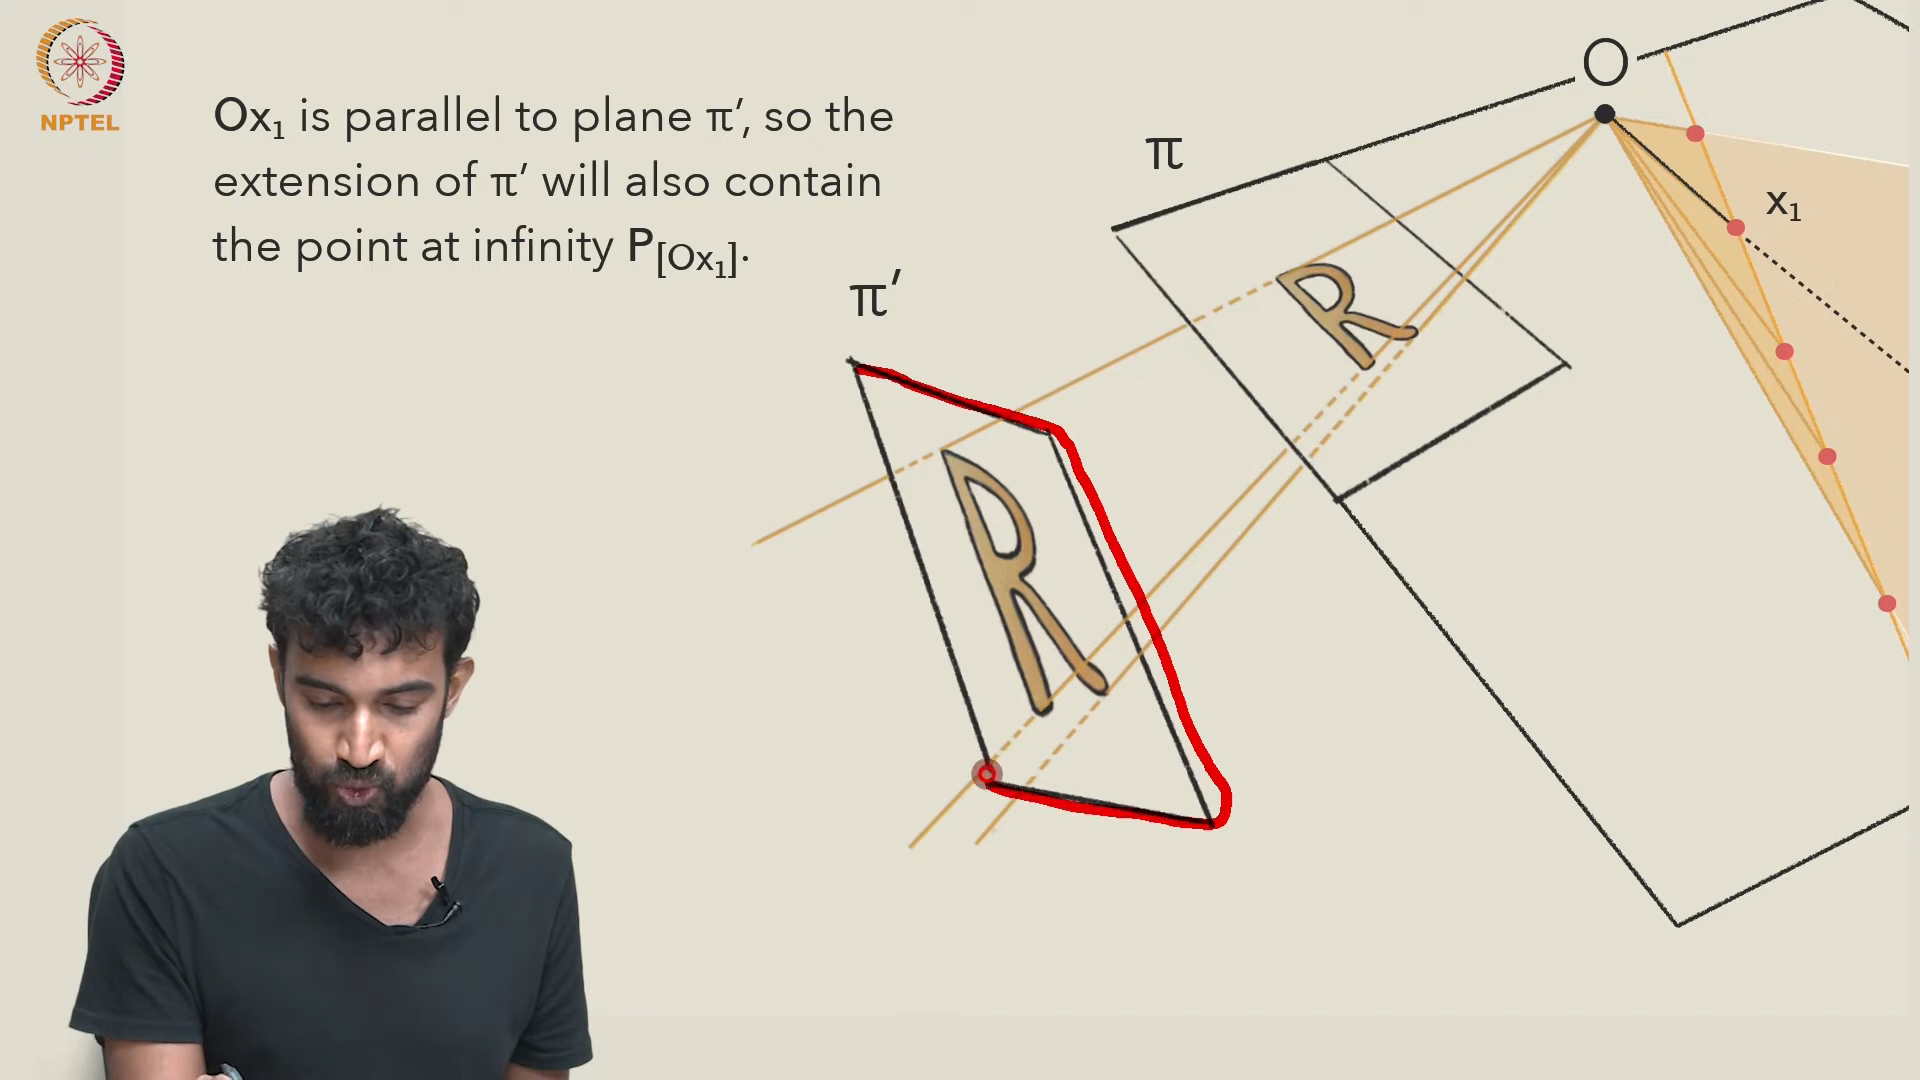 NPTEL
Ox₁ is parallel to plane π′, so the
extension of π′ will also contain
the point at infinity P[Ox₁].
O
π
x₁
π′
R
R